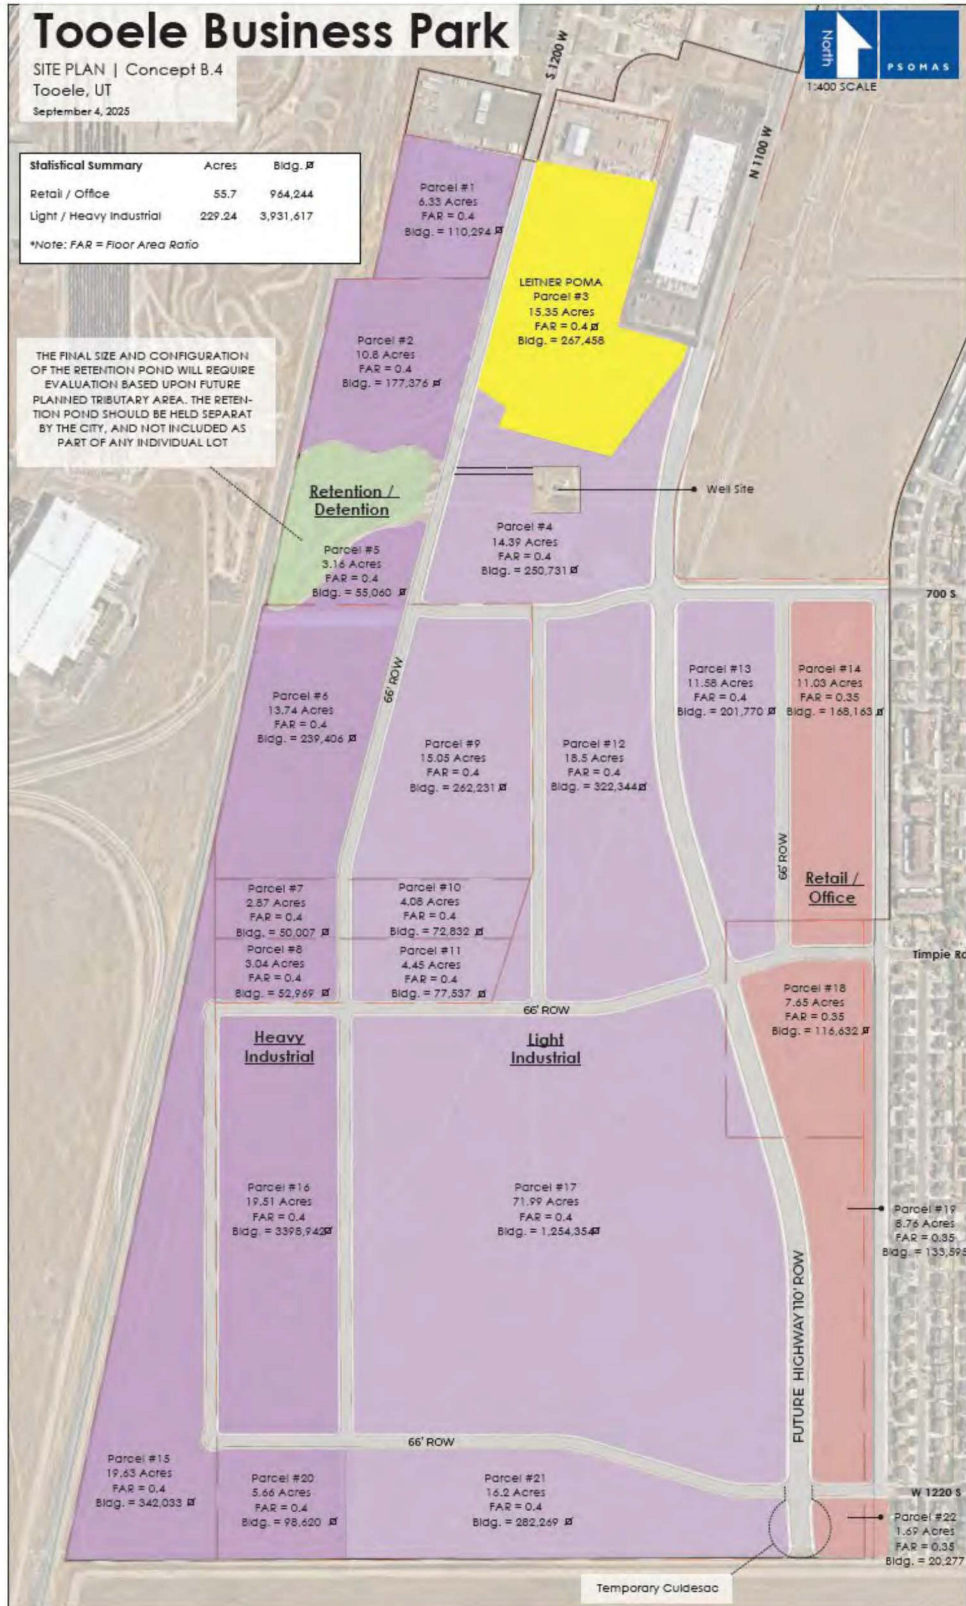 Tooele Business Park
SITE PLAN | Concept B.4
Tooele, UT
September 4, 2025
North
PSOMAS
1:400 SCALE
S 1200 W
N 1100 W
Statistical Summary Acres Bldg. ⌀
Retail / Office 55.7 964,244
Light / Heavy Industrial 229.24 3,931,617
*Note: FAR = Floor Area Ratio
Parcel #1
6.33 Acres
FAR = 0.4
Bldg. = 110,294 ⌀
LEITNER POMA
Parcel #3
15.35 Acres
FAR = 0.4 ⌀
Bldg. = 267,458
Parcel #2
10.8 Acres
FAR = 0.4
Bldg. = 177,376 ⌀
THE FINAL SIZE AND CONFIGURATION
OF THE RETENTION POND WILL REQUIRE
EVALUATION BASED UPON FUTURE
PLANNED TRIBUTARY AREA. THE RETEN-
TION POND SHOULD BE HELD SEPARAT
BY THE CITY, AND NOT INCLUDED AS
PART OF ANY INDIVIDUAL LOT
Retention /
Detention
Well Site
Parcel #4
14.39 Acres
FAR = 0.4
Bldg. = 250,731 ⌀
Parcel #5
3.16 Acres
FAR = 0.4
Bldg. = 55,060 ⌀
700 S
66' ROW
Parcel #6
13.74 Acres
FAR = 0.4
Bldg. = 239,406 ⌀
Parcel #9
15.05 Acres
FAR = 0.4
Bldg. = 262,231 ⌀
Parcel #12
18.5 Acres
FAR = 0.4
Bldg. = 322,344 ⌀
Parcel #13
11.58 Acres
FAR = 0.4
Bldg. = 201,770 ⌀
Parcel #14
11.03 Acres
FAR = 0.35
Bldg. = 168,163 ⌀
66' ROW
Retail /
Office
Parcel #7
2.87 Acres
FAR = 0.4
Bldg. = 50,007 ⌀
Parcel #10
4.08 Acres
FAR = 0.4
Bldg. = 72,832 ⌀
Parcel #8
3.04 Acres
FAR = 0.4
Bldg. = 52,969 ⌀
Parcel #11
4.45 Acres
FAR = 0.4
Bldg. = 77,537 ⌀
Timpie Rd
Parcel #18
7.65 Acres
FAR = 0.35
Bldg. = 116,632 ⌀
66' ROW
Heavy
Industrial
Light
Industrial
Parcel #16
19.51 Acres
FAR = 0.4
Bldg. = 3398,942 ⌀
Parcel #17
71.99 Acres
FAR = 0.4
Bldg. = 1,254,354 ⌀
Parcel #19
8.76 Acres
FAR = 0.35
Bldg. = 133,595
FUTURE HIGHWAY 110' ROW
66' ROW
Parcel #15
19.63 Acres
FAR = 0.4
Bldg. = 342,033 ⌀
Parcel #20
5.66 Acres
FAR = 0.4
Bldg. = 98,620 ⌀
Parcel #21
16.2 Acres
FAR = 0.4
Bldg. = 282,269 ⌀
W 1220 S
Parcel #22
1.69 Acres
FAR = 0.35
Bldg. = 20,277
Temporary Culdesac